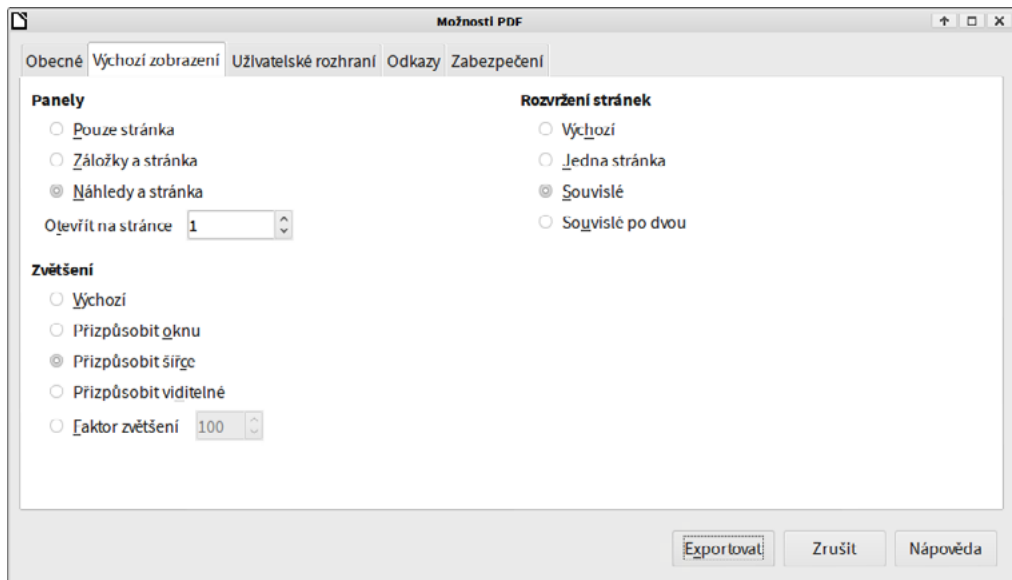 Možnosti PDF
Obecné Výchozí zobrazení Uživatelské rozhraní Odkazy Zabezpečení
Panely
Pouze stránka
Záložky a stránka
Náhledy a stránka
Otevřít na stránce 1
Zvětšení
Výchozí
Přizpůsobit oknu
Přizpůsobit šířce
Přizpůsobit viditelné
Faktor zvětšení 100
Rozvržení stránek
Výchozí
Jedna stránka
Souvislé
Souvislé po dvou
Exportovat Zrušit Nápověda